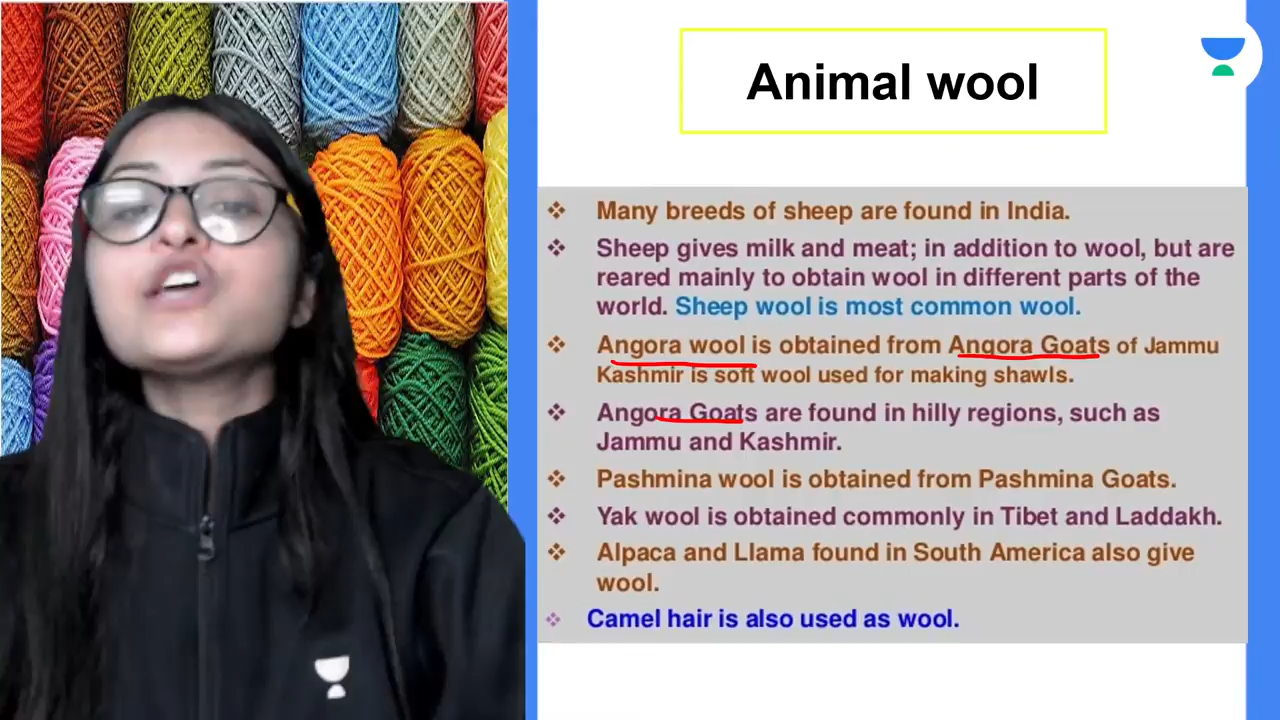 Animal wool
Many breeds of sheep are found in India.
Sheep gives milk and meat; in addition to wool, but are
reared mainly to obtain wool in different parts of the
world. Sheep wool is most common wool.
Angora wool is obtained from Angora Goats of Jammu
Kashmir is soft wool used for making shawls.
Angora Goats are found in hilly regions, such as
Jammu and Kashmir.
Pashmina wool is obtained from Pashmina Goats.
Yak wool is obtained commonly in Tibet and Laddakh.
Alpaca and Llama found in South America also give
wool.
Camel hair is also used as wool.